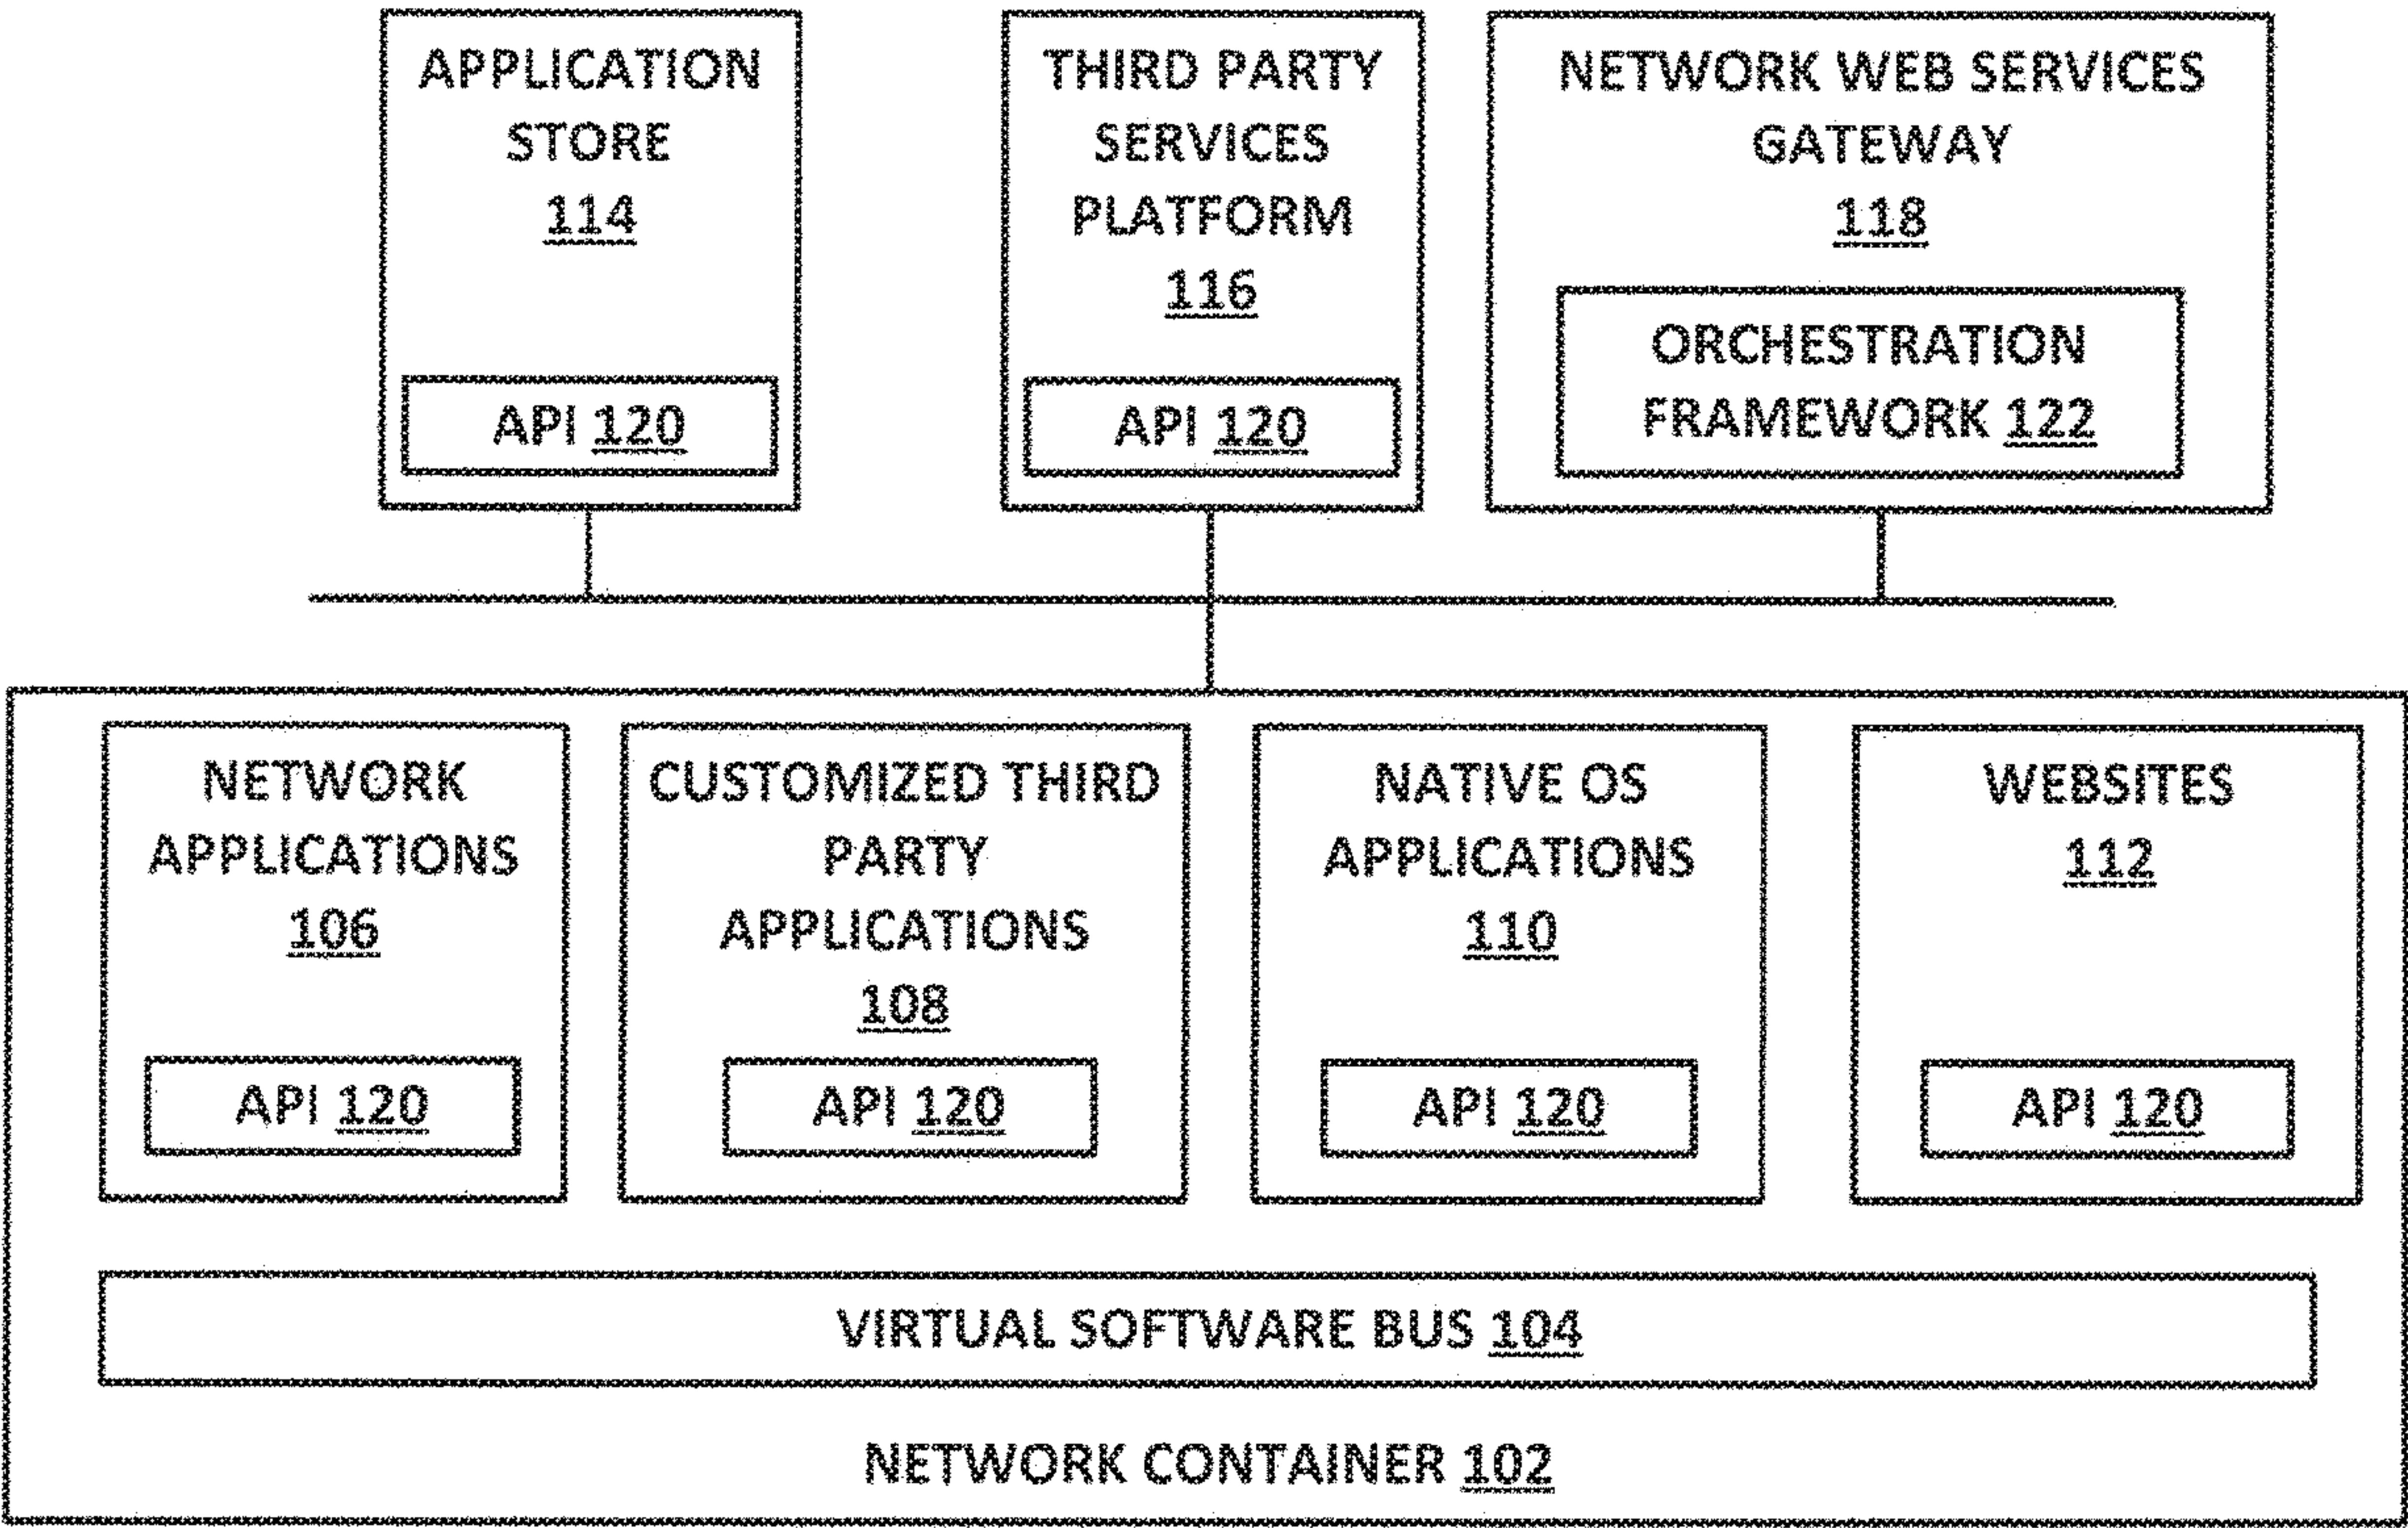 APPLICATION
STORE
114
API 120
THIRD PARTY
SERVICES
PLATFORM
116
API 120
NETWORK WEB SERVICES
GATEWAY
118
ORCHESTRATION
FRAMEWORK 122
NETWORK
APPLICATIONS
106
API 120
CUSTOMIZED THIRD
PARTY
APPLICATIONS
108
API 120
NATIVE OS
APPLICATIONS
110
API 120
WEBSITES
112
API 120
VIRTUAL SOFTWARE BUS 104
NETWORK CONTAINER 102